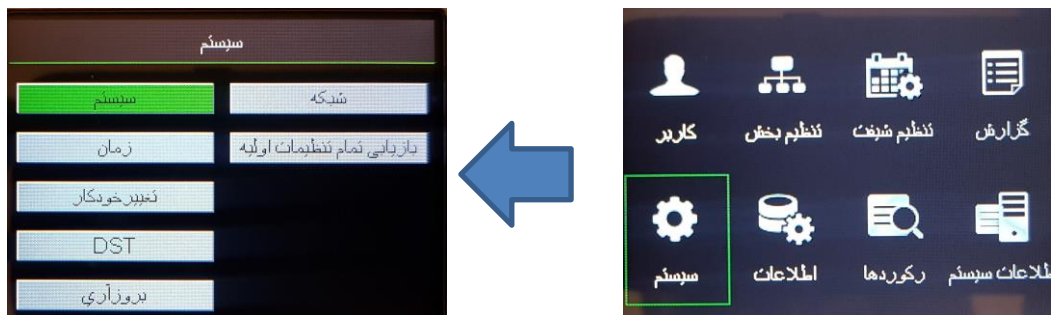 گزارش
تنظیم شیفت
تنظیم بخش
کاربر
طلاعات سیستم
رکوردها
اطلاعات
سیستم
سیستم
شبکه
سیستم
بازیابی تمام تنظیمات اولیه
زمان
تغییر خودکار
DST
بروزآری